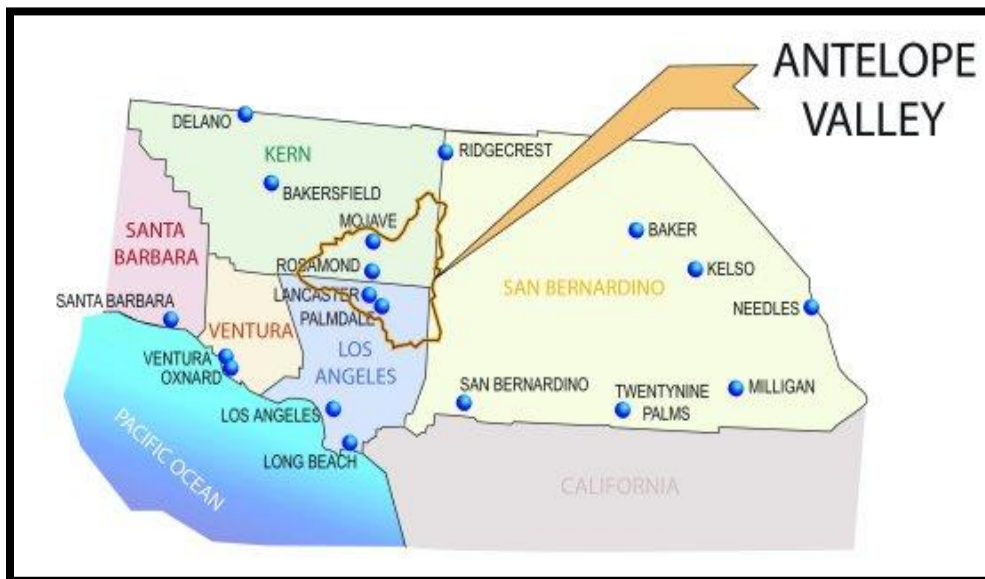 ANTELOPE
VALLEY
DELANO
KERN
RIDGECREST
BAKERSFIELD
MOJAVE
SANTA
BARBARA
BAKER
ROSAMOND
KELSO
SAN BERNARDINO
LANCASTER
SANTA BARBARA
PALMDALE
NEEDLES
VENTURA
LOS
ANGELES
VENTURA
OXNARD
SAN BERNARDINO
TWENTYNINE
PALMS
MILLIGAN
LOS ANGELES
PACIFIC OCEAN
LONG BEACH
CALIFORNIA